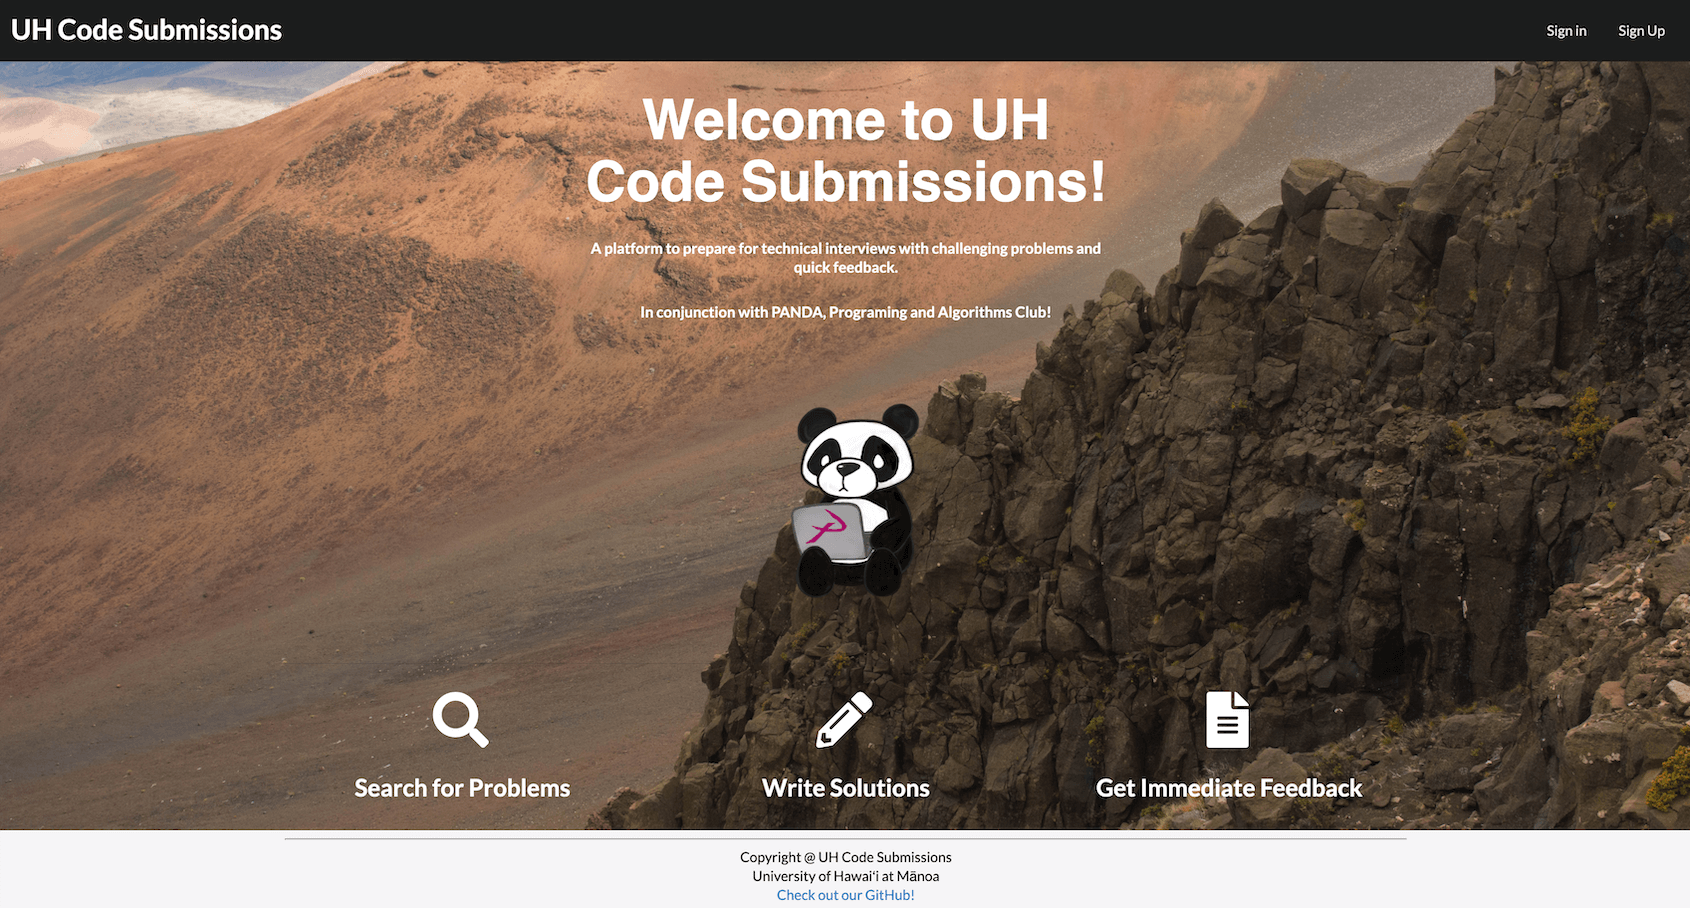 UH Code Submissions
Sign in
Sign Up
Welcome to UH
Code Submissions!
A platform to prepare for technical interviews with challenging problems and
quick feedback.
In conjunction with PANDA, Programing and Algorithms Club!
Search for Problems
Write Solutions
Get Immediate Feedback
Copyright @ UH Code Submissions
University of Hawaiʻi at Mānoa
Check out our GitHub!